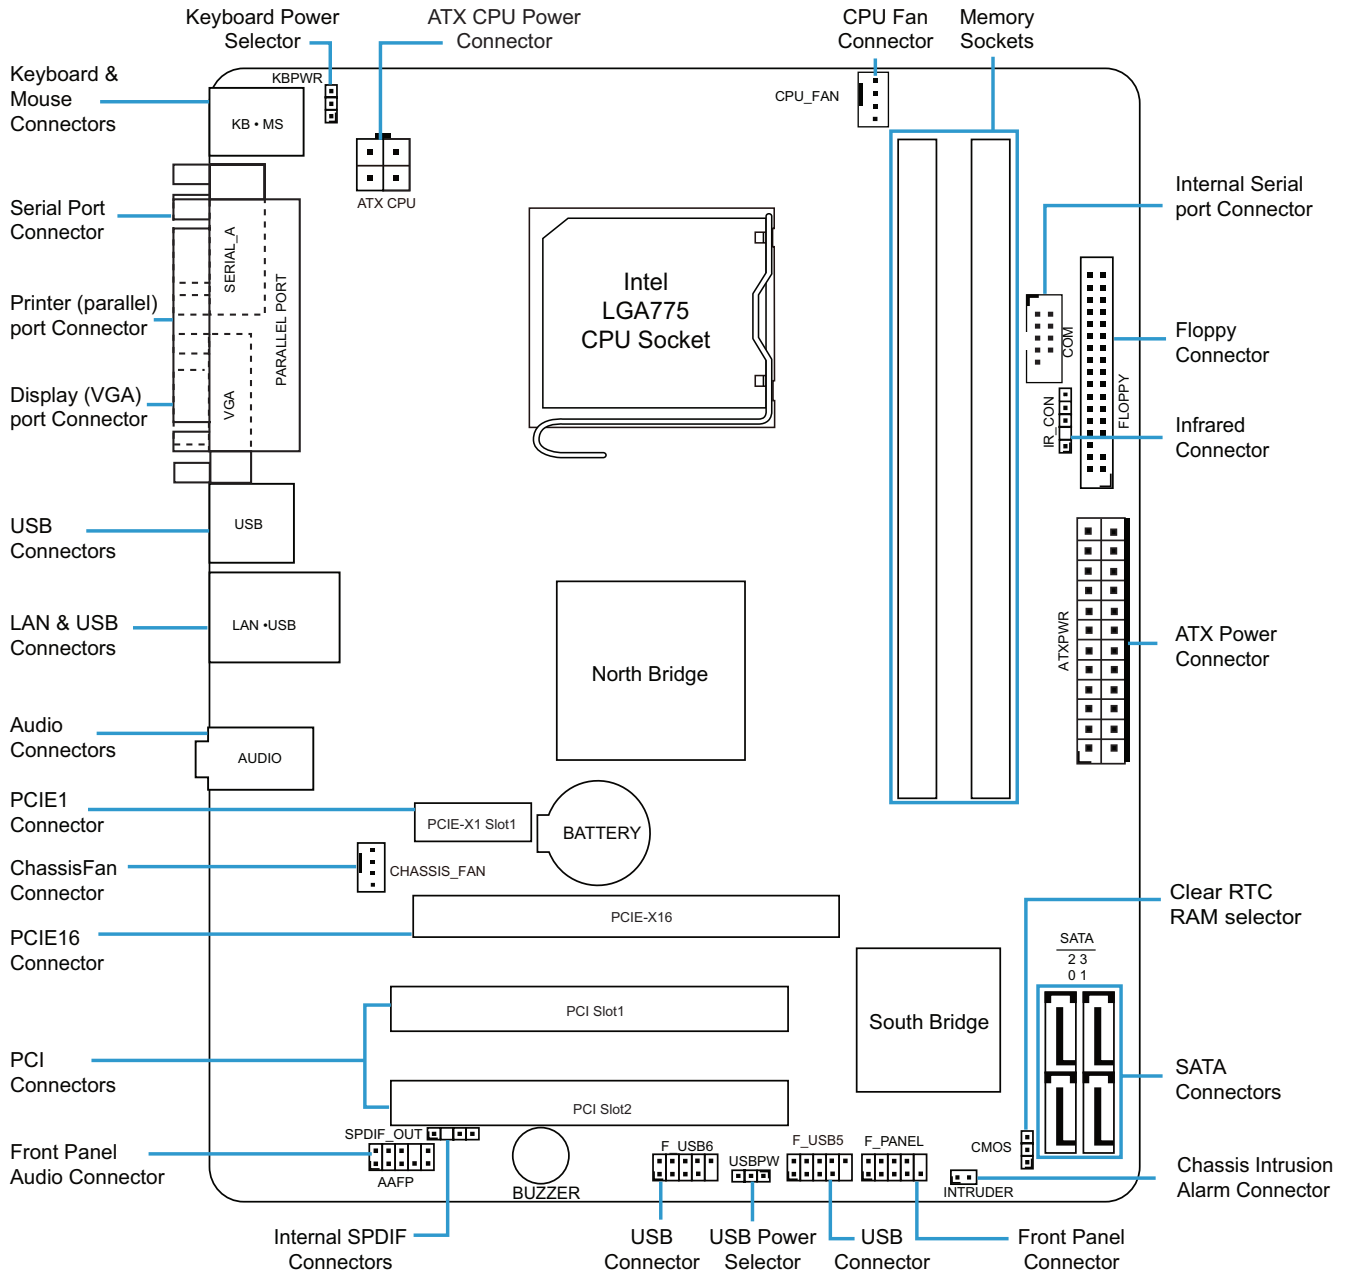 Keyboard Power
Selector
ATX CPU Power
Connector
CPU Fan
Connector
Memory
Sockets
Keyboard &
Mouse
Connectors
KBPWR
KB • MS
ATX CPU
CPU_FAN
Serial Port
Connector
SERIAL_A
Printer (parallel)
port Connector
PARALLEL PORT
Display (VGA)
port Connector
VGA
Intel
LGA775
CPU Socket
Internal Serial
port Connector
COM
Floppy
Connector
FLOPPY
IR_CON
Infrared
Connector
USB
Connectors
USB
LAN & USB
Connectors
LAN •USB
North Bridge
ATXPWR
ATX Power
Connector
Audio
Connectors
AUDIO
PCIE1
Connector
PCIE-X1 Slot1
BATTERY
ChassisFan
Connector
CHASSIS_FAN
PCIE16
Connector
PCIE-X16
Clear RTC
RAM selector
SATA
2 3
0 1
PCI
Connectors
PCI Slot1
PCI Slot2
South Bridge
SATA
Connectors
Front Panel
Audio Connector
SPDIF_OUT
AAFP
BUZZER
F_USB6
USBPW
F_USB5
F_PANEL
CMOS
INTRUDER
Chassis Intrusion
Alarm Connector
Internal SPDIF
Connectors
USB
Connector
USB Power
Selector
USB
Connector
Front Panel
Connector